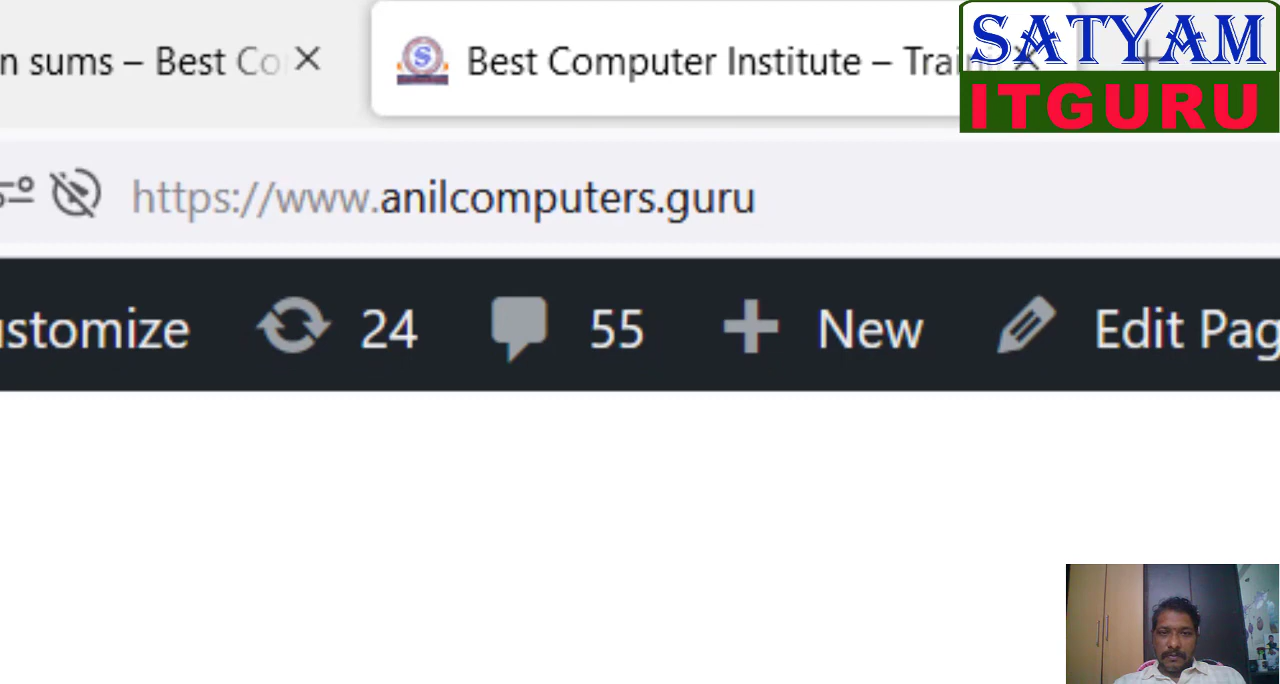 n sums – Best Co
Best Computer Institute – Trai
SATYAM
ITGURU
https://www.anilcomputers.guru
ustomize 24 55 New Edit Pag